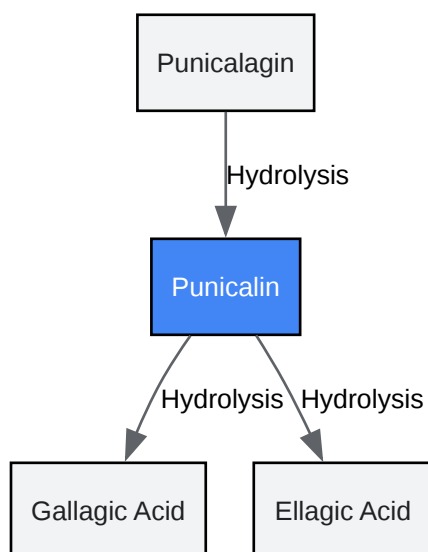 Punicalagin
Hydrolysis
Punicalin
Hydrolysis
Hydrolysis
Gallagic Acid
Ellagic Acid